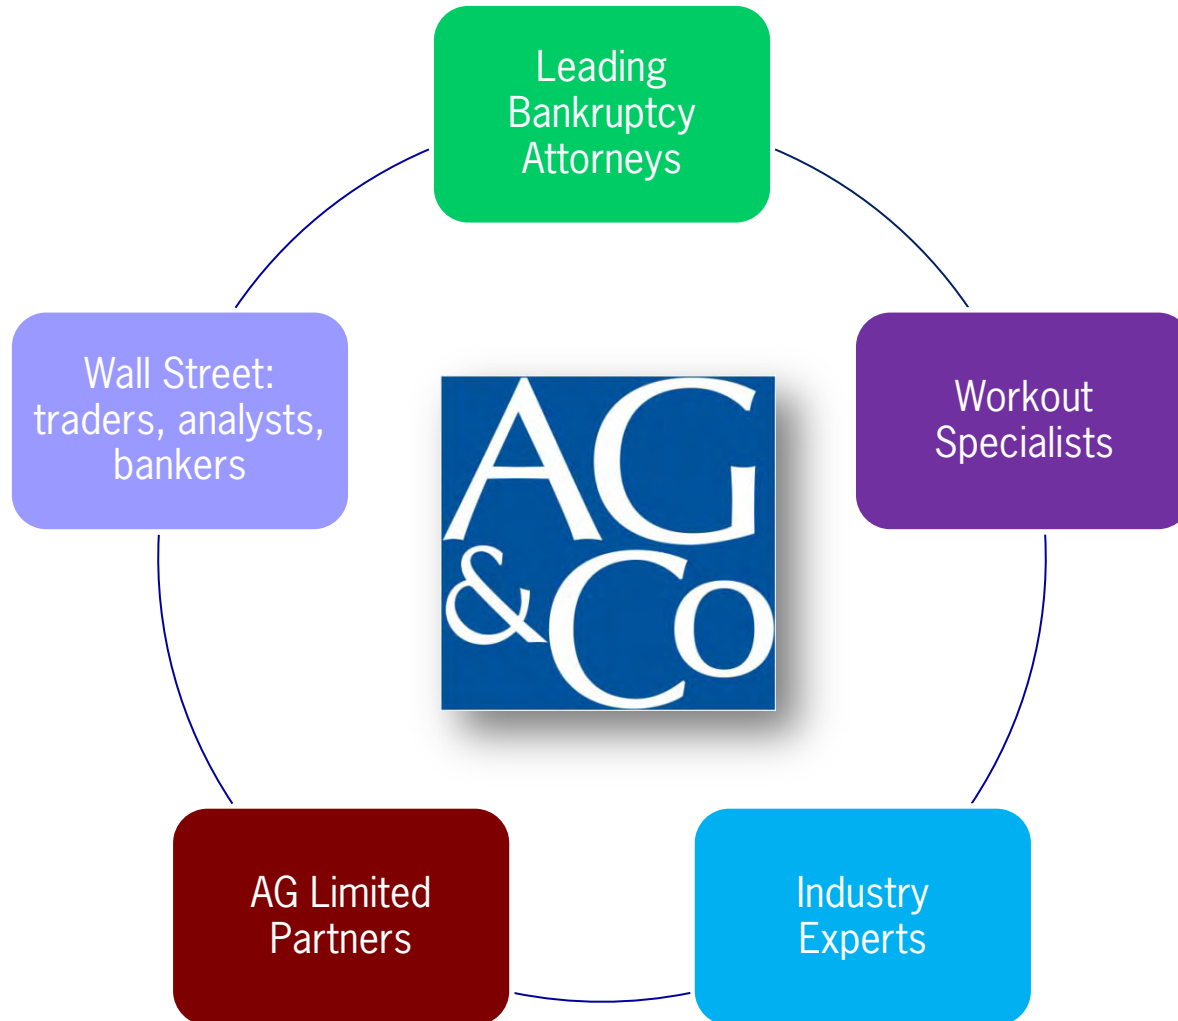 Leading
Bankruptcy
Attorneys
Wall Street:
traders, analysts,
bankers
Workout
Specialists
AG
&Co
AG Limited
Partners
Industry
Experts